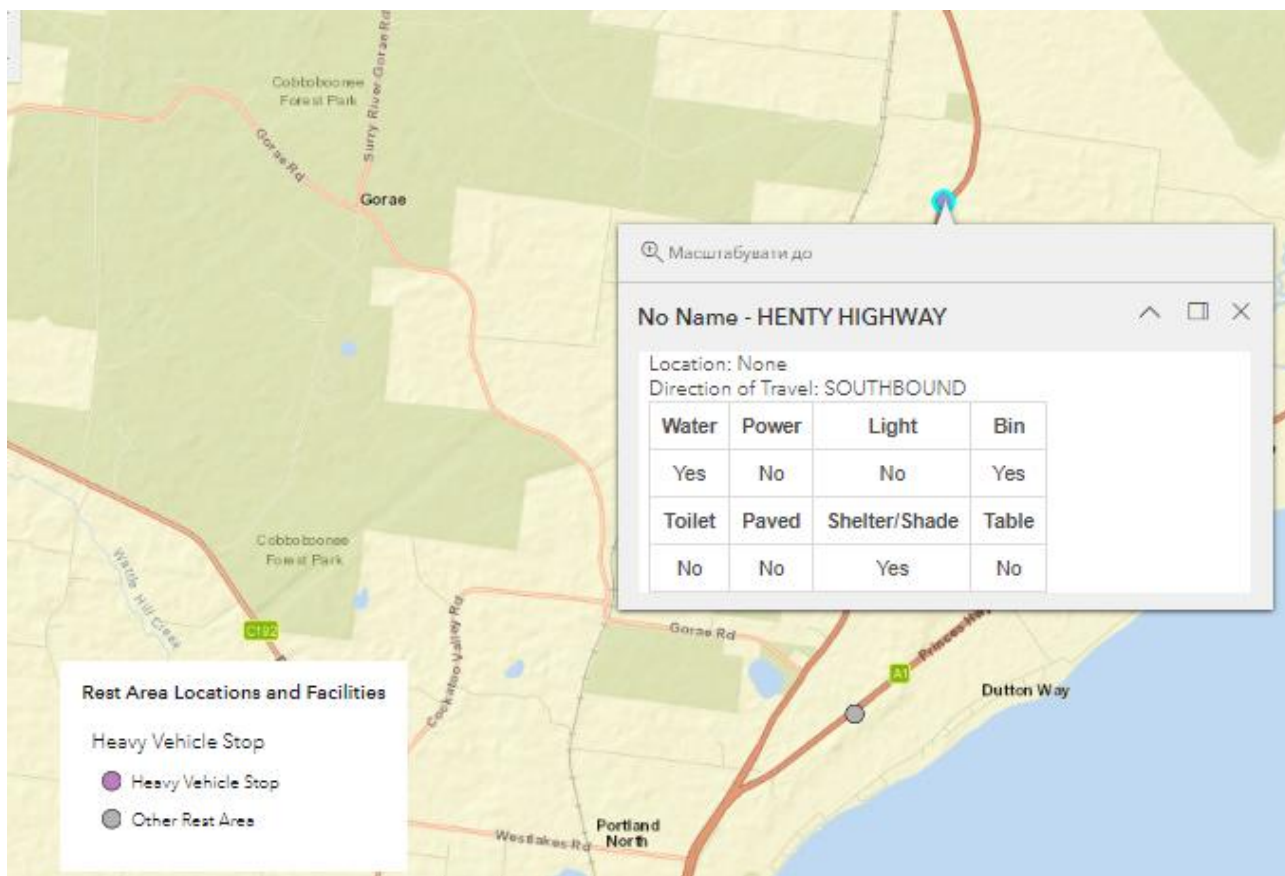 Cobboboonee
Forest Park
Surry River Gorae Rd
Gorae Rd
Gorae
Масштабувати до
No Name - HENTY HIGHWAY
Location: None
Direction of Travel: SOUTHBOUND
Water Power Light Bin
Yes No No Yes
Toilet Paved Shelter/Shade Table
No No Yes No
Cobboboonee
Forest Park
Wattle Hill Creek
C192
Cockatoo Valley Rd
Gorae Rd
Princes Hwy
A1
Dutton Way
Rest Area Locations and Facilities
Heavy Vehicle Stop
Heavy Vehicle Stop
Other Rest Area
Portland
North
Westlakes Rd